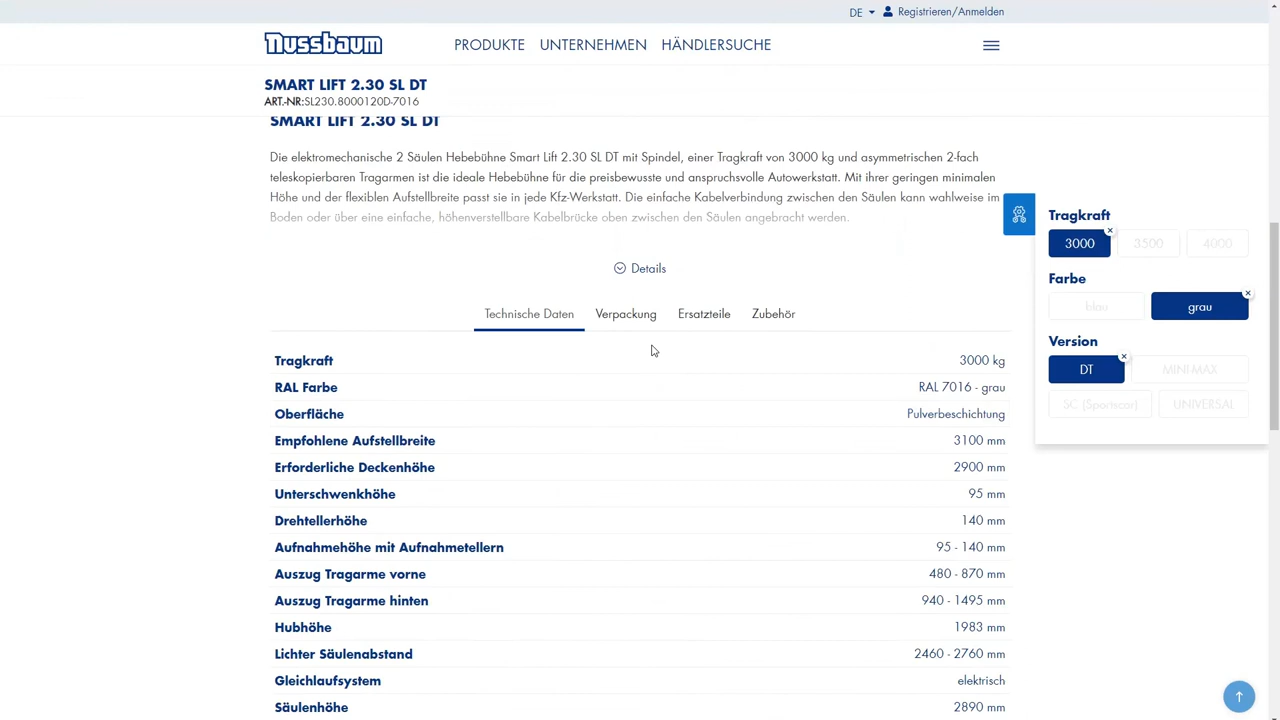 DE
Registrieren/Anmelden
Nussbaum
PRODUKTE
UNTERNEHMEN
HÄNDLERSUCHE
SMART LIFT 2.30 SL DT
ART.-NR:SL230.8000120D-7016
SMART LIFT 2.30 SL DT
Die elektromechanische 2 Säulen Hebebühne Smart Lift 2.30 SL DT mit Spindel, einer Tragkraft von 3000 kg und asymmetrischen 2-fach
teleskopierbaren Tragarmen ist die ideale Hebebühne für die preisbewusste und anspruchsvolle Autowerkstatt. Mit ihrer geringen minimalen
Höhe und der flexiblen Aufstellbreite passt sie in jede Kfz-Werkstatt. Die einfache Kabelverbindung zwischen den Säulen kann wahlweise im
Boden oder über eine einfache, höhenverstellbare Kabelbrücke oben zwischen den Säulen angebracht werden.
Details
Technische Daten
Verpackung
Ersatzteile
Zubehör
Tragkraft 3000 kg
RAL Farbe RAL 7016 - grau
Oberfläche Pulverbeschichtung
Empfohlene Aufstellbreite 3100 mm
Erforderliche Deckenhöhe 2900 mm
Unterschwenkhöhe 95 mm
Drehtellerhöhe 140 mm
Aufnahmehöhe mit Aufnahmetellern 95 - 140 mm
Auszug Tragarme vorne 480 - 870 mm
Auszug Tragarme hinten 940 - 1495 mm
Hubhöhe 1983 mm
Lichter Säulenabstand 2460 - 2760 mm
Gleichlaufsystem elektrisch
Säulenhöhe 2890 mm
Tragkraft
3000
3500
4000
Farbe
blau
grau
Version
DT
MINI-MAX
SC (Sportscar)
UNIVERSAL